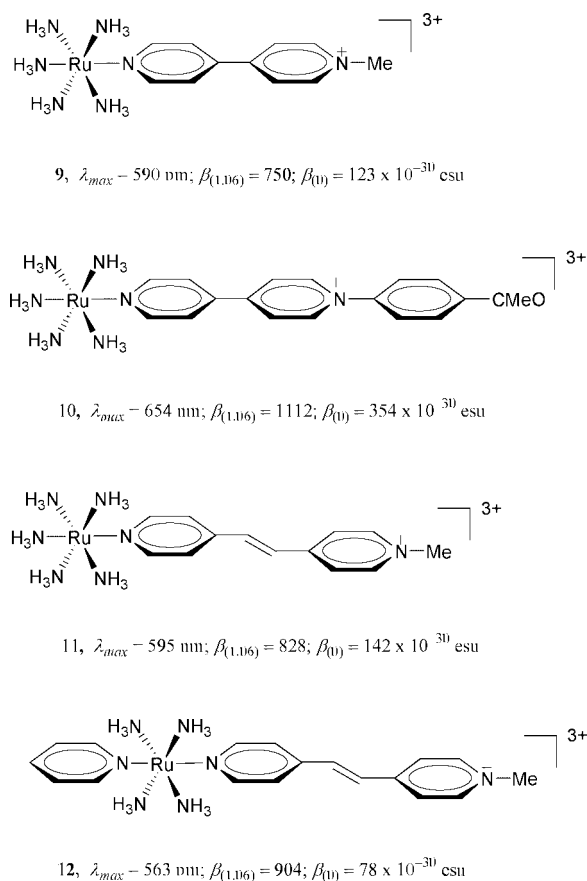 H₃N NH₃ 3+
H₃N Ru N N⁺ Me
H₃N NH₃
9, λmax – 590 nm; β(1.06) = 750; β(0) = 123 x 10⁻³⁰ esu
H₃N NH₃ 3+
H₃N Ru N N CMeO
H₃N NH₃
10, λmax – 654 nm; β(1.06) = 1112; β(0) = 354 x 10 ³⁰ esu
H₃N NH₃ 3+
H₃N Ru N
H₃N NH₃ N Me
11, λmax – 595 nm; β(1.06) = 828; β(0) = 142 x 10 ³⁰ esu
H₃N NH₃ 3+
N Ru N
H₃N NH₃ N Me
12, λmax – 563 nm; β(1.06) = 904; β(0) = 78 x 10⁻³⁰ esu